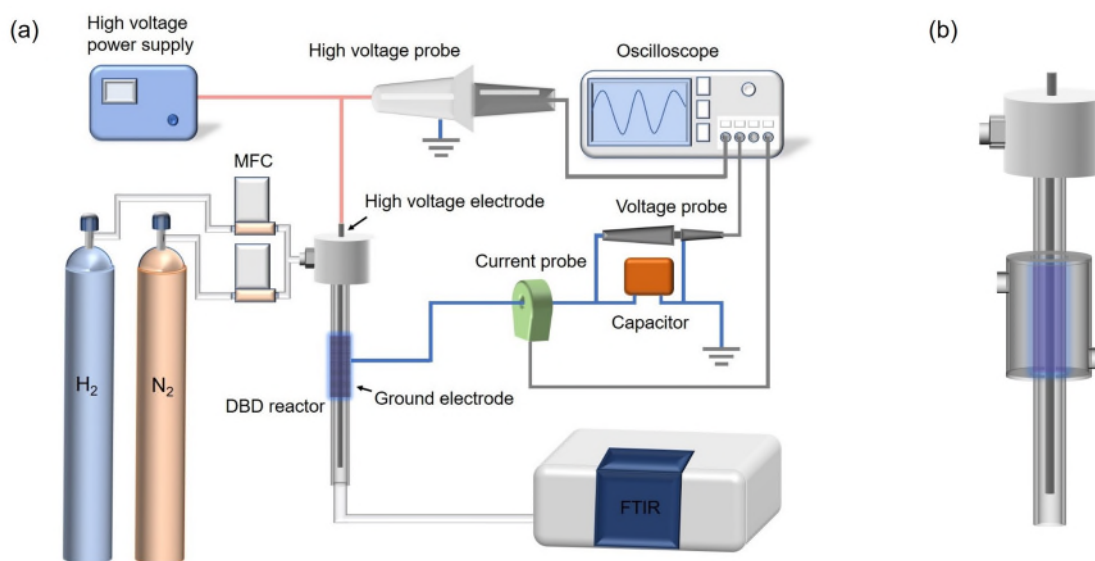 (a)
High voltage
power supply
High voltage probe
Oscilloscope
MFC
High voltage electrode
Voltage probe
Current probe
Capacitor
H₂
N₂
DBD reactor
Ground electrode
FTIR
(b)